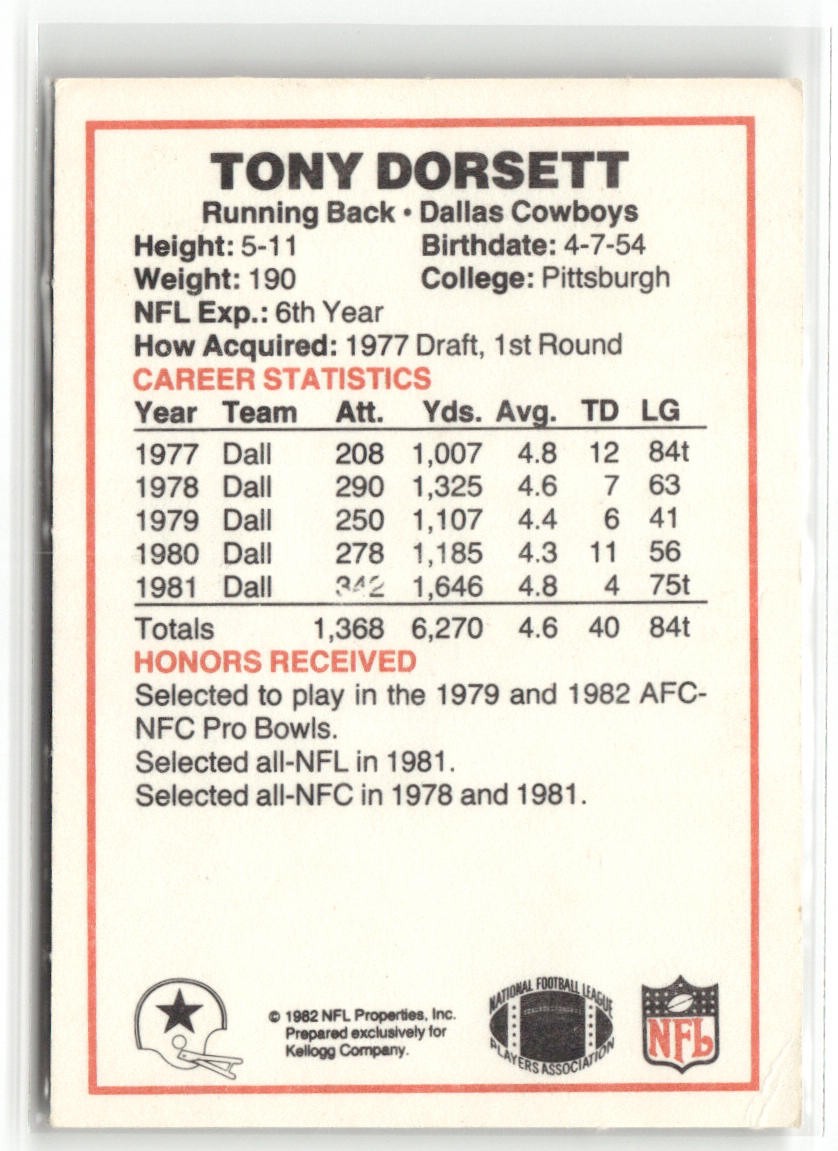 TONY DORSETT
Running Back • Dallas Cowboys
Height: 5-11 Birthdate: 4-7-54
Weight: 190 College: Pittsburgh
NFL Exp.: 6th Year
How Acquired: 1977 Draft, 1st Round
CAREER STATISTICS
Year Team Att. Yds. Avg. TD LG
1977 Dall 208 1,007 4.8 12 84t
1978 Dall 290 1,325 4.6 7 63
1979 Dall 250 1,107 4.4 6 41
1980 Dall 278 1,185 4.3 11 56
1981 Dall 342 1,646 4.8 4 75t
Totals 1,368 6,270 4.6 40 84t
HONORS RECEIVED
Selected to play in the 1979 and 1982 AFC-
NFC Pro Bowls.
Selected all-NFL in 1981.
Selected all-NFC in 1978 and 1981.
© 1982 NFL Properties, Inc.
Prepared exclusively for
Kellogg Company.
NATIONAL FOOTBALL LEAGUE
PLAYERS ASSOCIATION
NFL